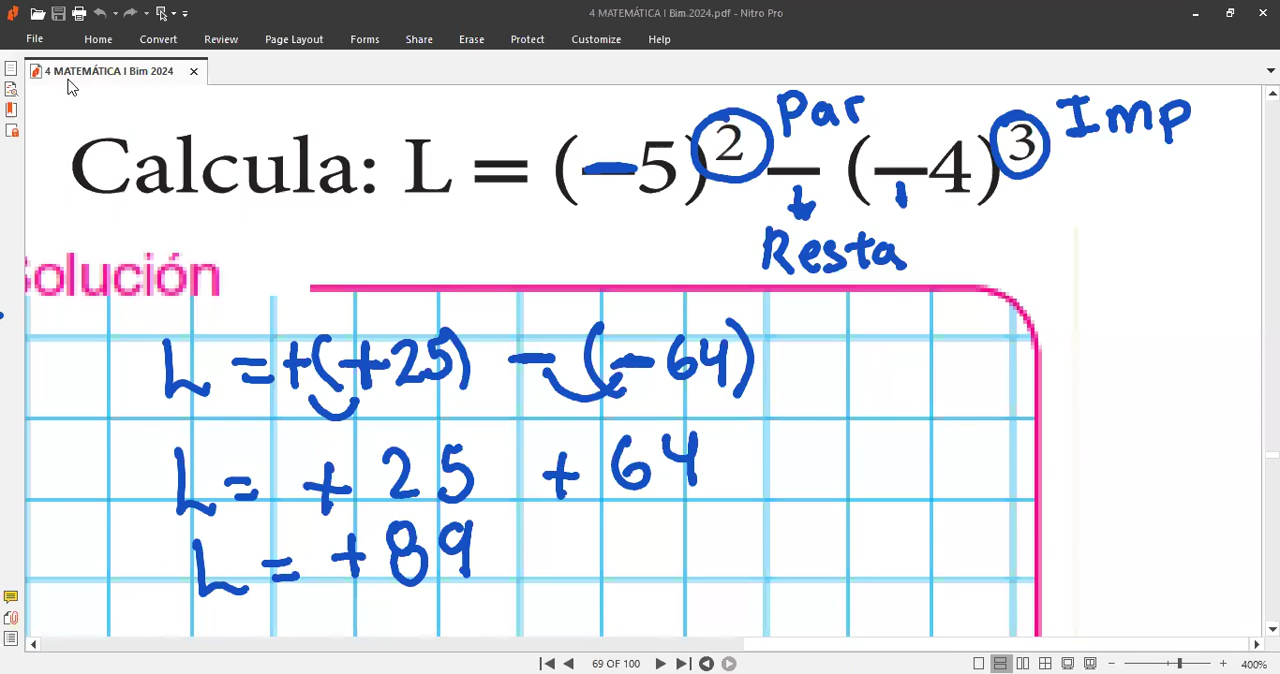 4 MATEMÁTICA I Bim.2024.pdf - Nitro Pro
File Home Convert Review Page Layout Forms Share Erase Protect Customize Help
4 MATEMÁTICA I Bim 2024
Par Imp
Calcula: L = (-5)² - (-4)³
Resta
Solución
L = +(+25) - (-64)
L = + 25 + 64
L = + 89
69 OF 100
400%